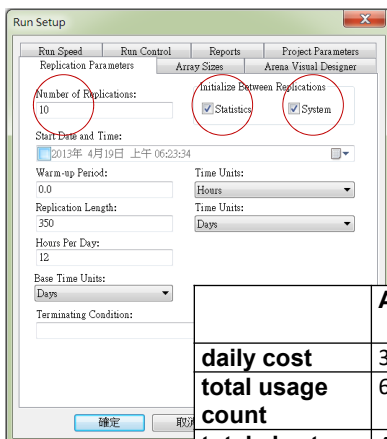 Run Setup
Run Speed Run Control Reports Project Parameters
Replication Parameters Array Sizes Arena Visual Designer
Number of Replications:
10
Initialize Between Replications
Statistics System
Start Date and Time:
2013年 4月19日 上午 06:23:34
Warm-up Period: Time Units:
0.0 Hours
Replication Length: Time Units:
350 Days
Hours Per Day:
12
Base Time Units:
Days
Terminating Condition:
daily cost 3
total usage 6
count
確定